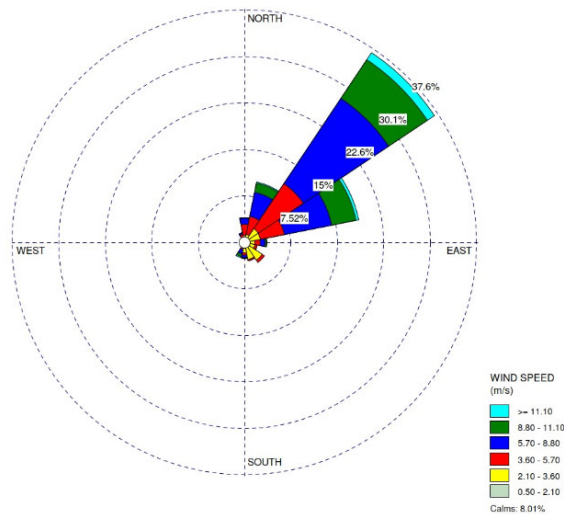 NORTH
37.6%
30.1%
22.6%
15%
7.52%
WEST
EAST
SOUTH
WIND SPEED
(m/s)
>= 11.10
8.80 - 11.10
5.70 - 8.80
3.60 - 5.70
2.10 - 3.60
0.50 - 2.10
Calms: 8.01%